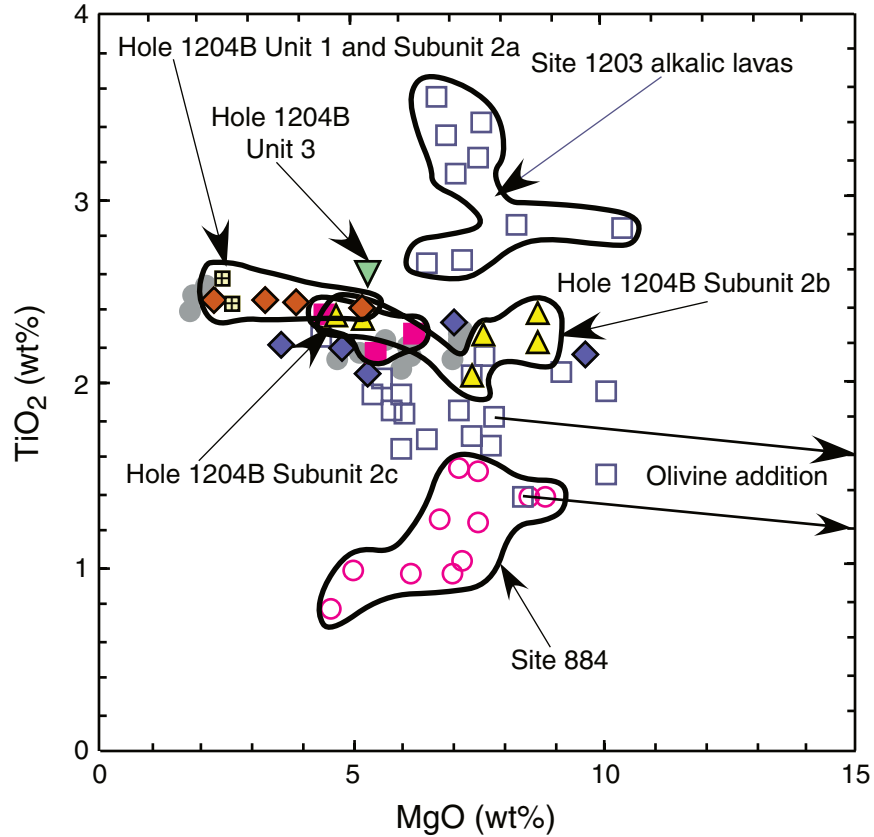 4
Hole 1204B Unit 1 and Subunit 2a
Site 1203 alkalic lavas
Hole 1204B
Unit 3
3
Hole 1204B Subunit 2b
2
TiO₂ (wt%)
Hole 1204B Subunit 2c
Olivine addition
1
Site 884
0
0
5
10
15
MgO (wt%)